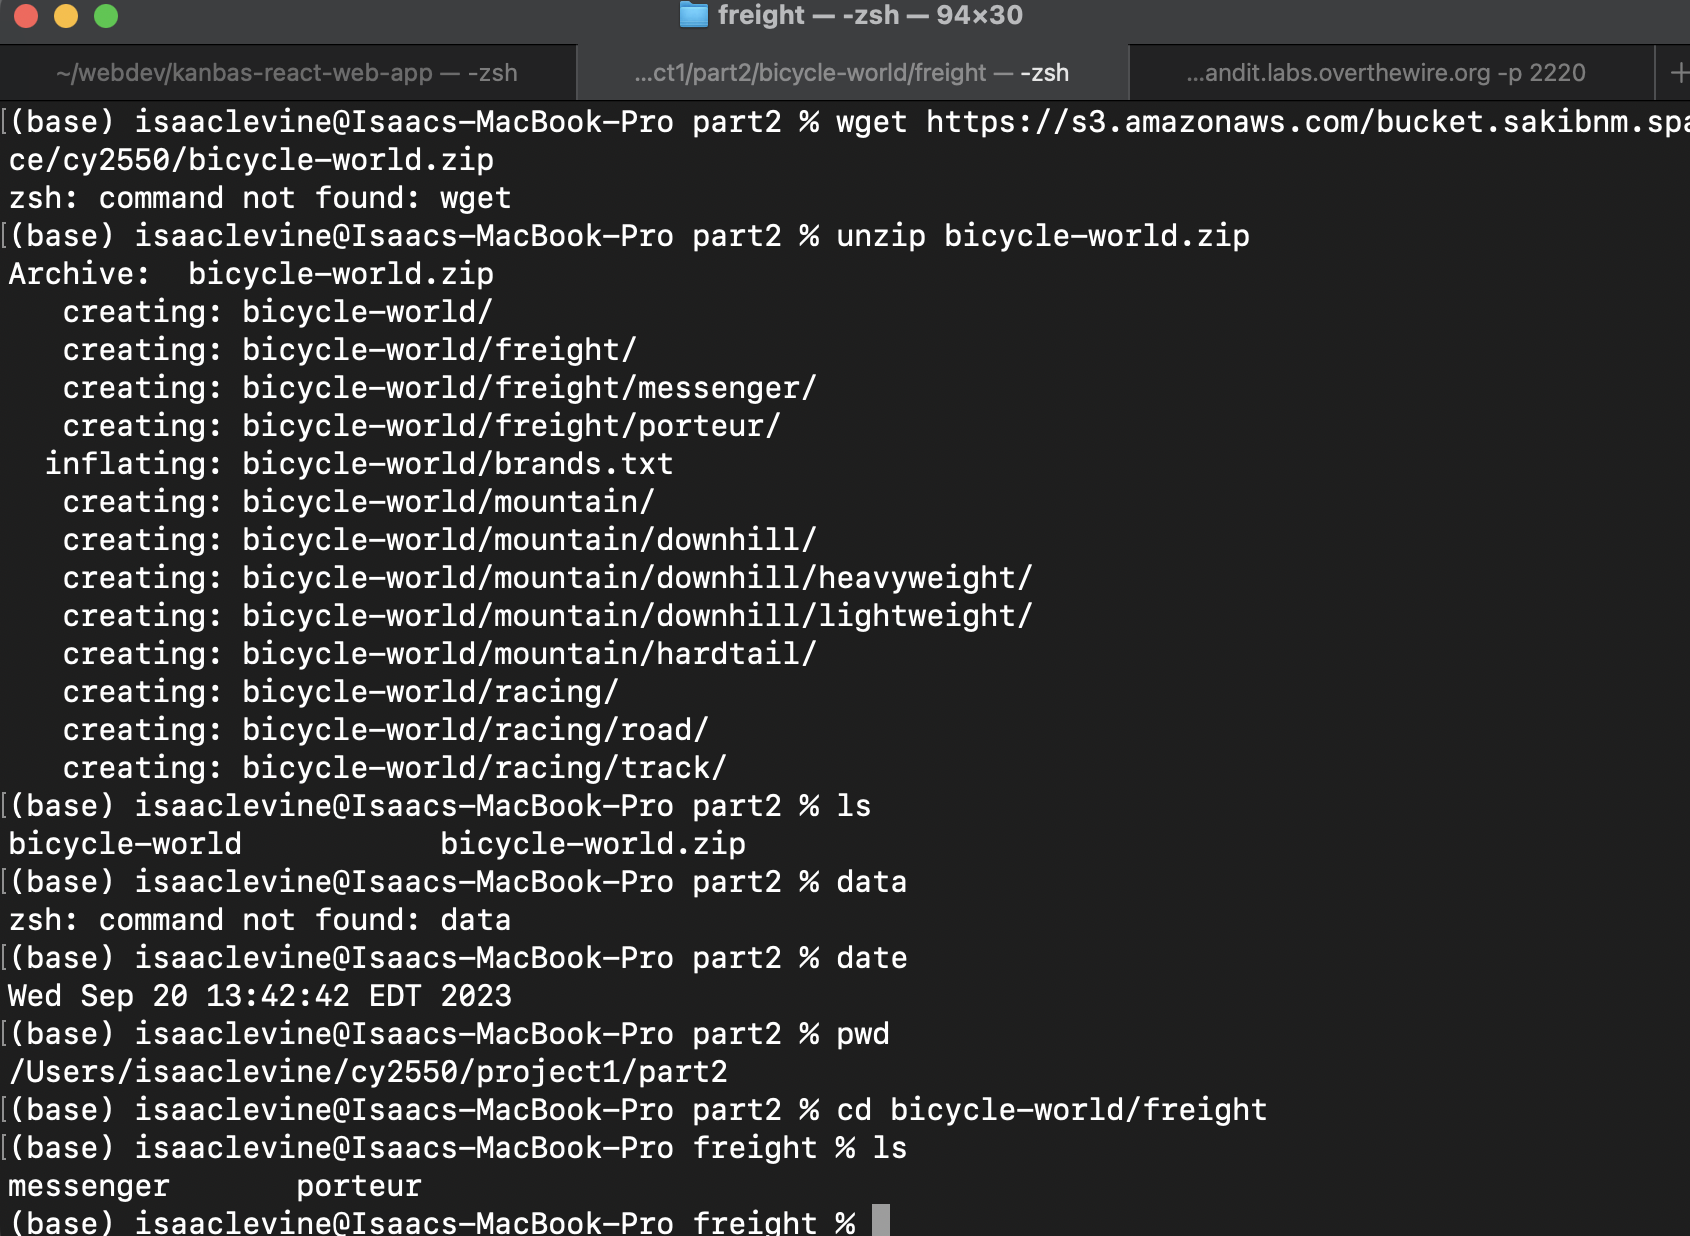 freight — -zsh — 94×30
~/webdev/kanbas-react-web-app — -zsh
...ct1/part2/bicycle-world/freight — -zsh
...andit.labs.overthewire.org -p 2220
+
[(base) isaaclevine@Isaacs-MacBook-Pro part2 % wget https://s3.amazonaws.com/bucket.sakibnm.spa
ce/cy2550/bicycle-world.zip
zsh: command not found: wget
[(base) isaaclevine@Isaacs-MacBook-Pro part2 % unzip bicycle-world.zip
Archive:  bicycle-world.zip
   creating: bicycle-world/
   creating: bicycle-world/freight/
   creating: bicycle-world/freight/messenger/
   creating: bicycle-world/freight/porteur/
  inflating: bicycle-world/brands.txt
   creating: bicycle-world/mountain/
   creating: bicycle-world/mountain/downhill/
   creating: bicycle-world/mountain/downhill/heavyweight/
   creating: bicycle-world/mountain/downhill/lightweight/
   creating: bicycle-world/mountain/hardtail/
   creating: bicycle-world/racing/
   creating: bicycle-world/racing/road/
   creating: bicycle-world/racing/track/
[(base) isaaclevine@Isaacs-MacBook-Pro part2 % ls
bicycle-world           bicycle-world.zip
[(base) isaaclevine@Isaacs-MacBook-Pro part2 % data
zsh: command not found: data
[(base) isaaclevine@Isaacs-MacBook-Pro part2 % date
Wed Sep 20 13:42:42 EDT 2023
[(base) isaaclevine@Isaacs-MacBook-Pro part2 % pwd
/Users/isaaclevine/cy2550/project1/part2
[(base) isaaclevine@Isaacs-MacBook-Pro part2 % cd bicycle-world/freight
[(base) isaaclevine@Isaacs-MacBook-Pro freight % ls
messenger       porteur
(base) isaaclevine@Isaacs-MacBook-Pro freight %